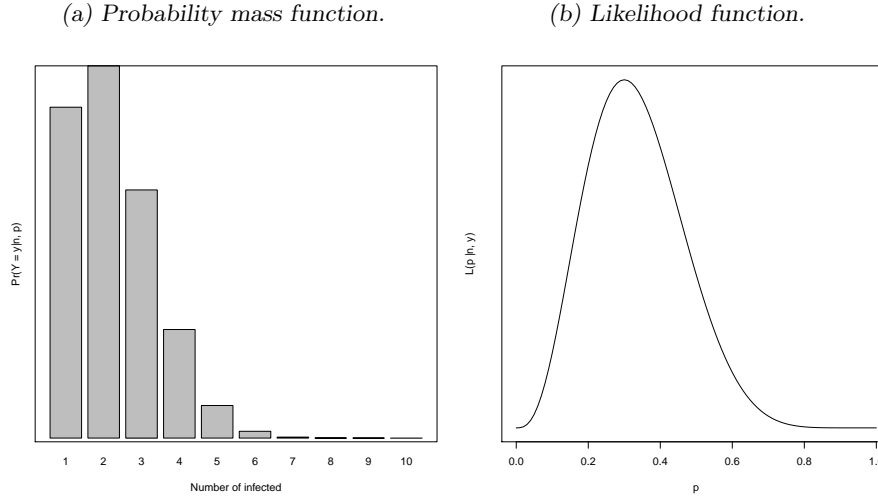 (a) Probability mass function.
(b) Likelihood function.
Pr(Y = y|n, p)
1 2 3 4 5 6 7 8 9 10
Number of infected
L(p |n, y)
0.0 0.2 0.4 0.6 0.8
p